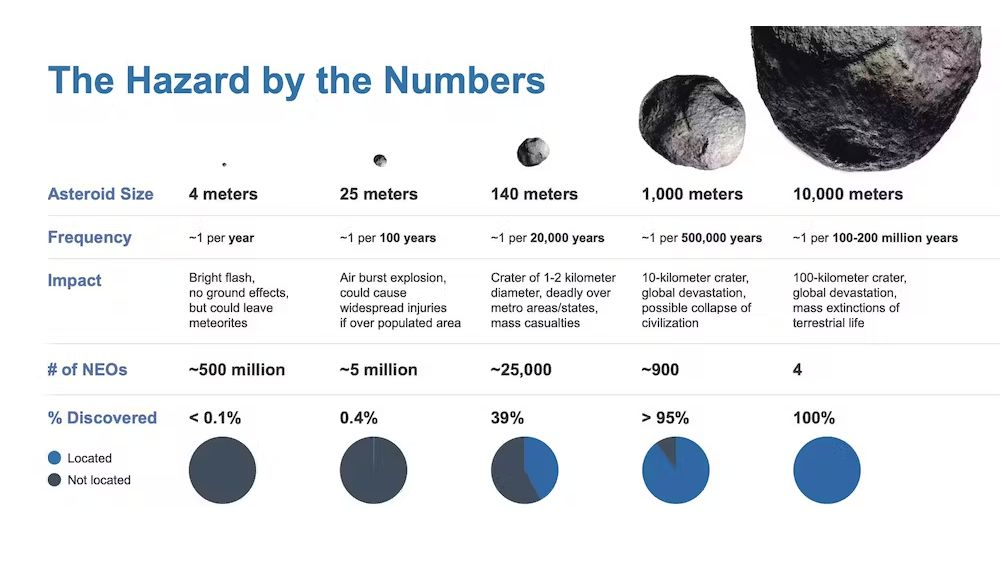 The Hazard by the Numbers
Asteroid Size 4 meters 25 meters 140 meters 1,000 meters 10,000 meters
Frequency ~1 per year ~1 per 100 years ~1 per 20,000 years ~1 per 500,000 years ~1 per 100-200 million years
Impact
Bright flash,
no ground effects,
but could leave
meteorites
Air burst explosion,
could cause
widespread injuries
if over populated area
Crater of 1-2 kilometer
diameter, deadly over
metro areas/states,
mass casualties
10-kilometer crater,
global devastation,
possible collapse of
civilization
100-kilometer crater,
global devastation,
mass extinctions of
terrestrial life
# of NEOs ~500 million ~5 million ~25,000 ~900 4
% Discovered < 0.1% 0.4% 39% > 95% 100%
Located
Not located